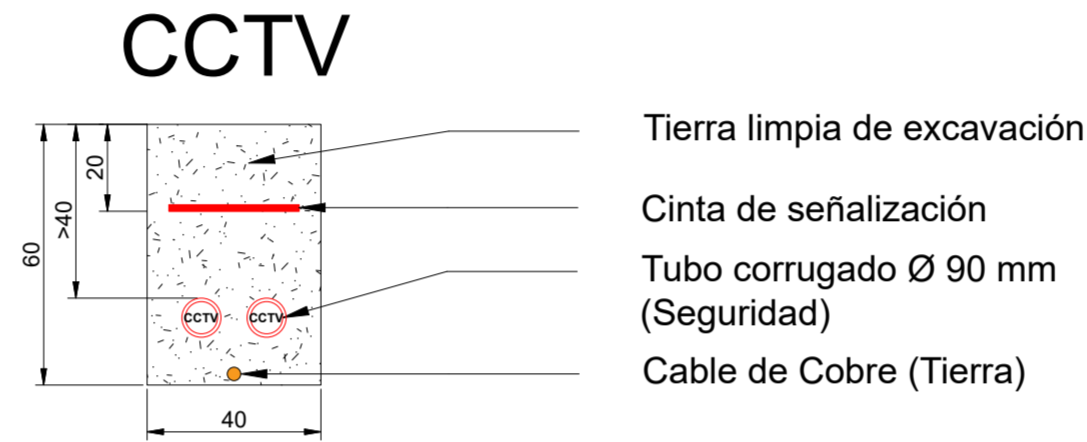 CCTV
Tierra limpia de excavación
20
Cinta de señalización
>40
60
Tubo corrugado Ø 90 mm
(Seguridad)
CCTV CCTV
Cable de Cobre (Tierra)
40